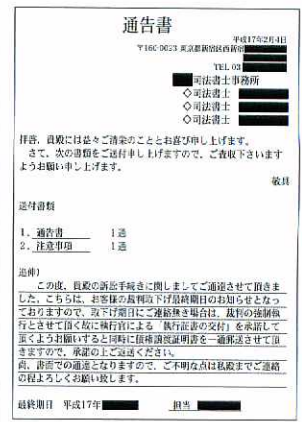 通告書
平成17年2月4日
〒160-0023 東京都新宿区西新宿
TEL 03
司法書士事務所
◇司法書士
◇司法書士
◇司法書士
拝啓、貴殿には益々ご清栄のこととお喜び申し上げます。
さて、次の書類をご送付申し上げますので、ご査収下さいます
ようお願い申し上げます。
敬具
送付書類
1. 通告書 1通
2. 注意事項 1通
追伸）
この度、貴殿の訴訟手続きに関しましてご通達させて頂きま
した、こちらは、お客様の裁判取下げ最終期日のお知らせとなっ
ておりますので、取下げ期日にご連絡無き場合は、裁判の強制執
行とさせて頂く故に執行官による「執行証書の交付」を承諾して
頂くようお願いすると同時に債権譲渡証明書を一通郵送させて頂
きますので、承諾の上ご返送ください。
尚、書面での通達となりますので、ご不明な点は私殿までご連絡
の程よろしくお願い致します。
最終期日 平成17年 担当